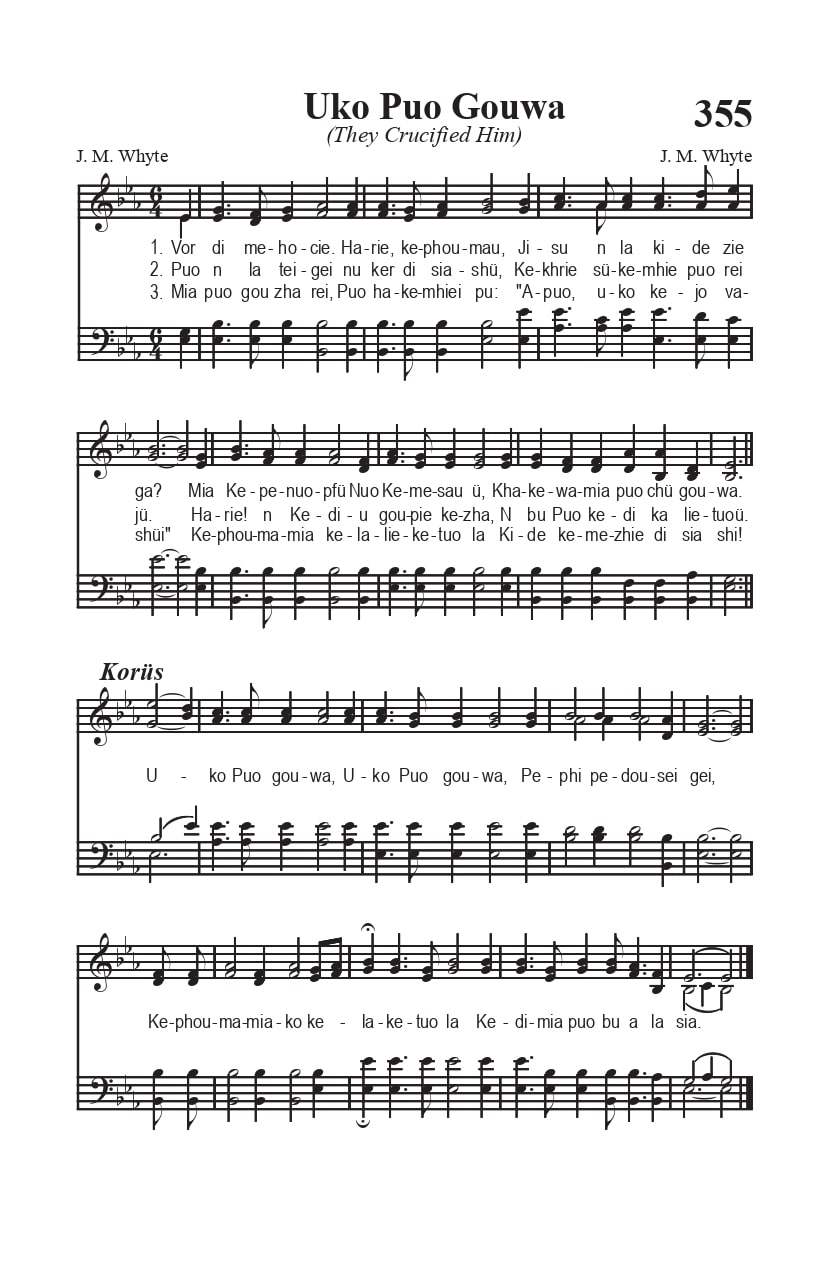 Uko Puo Gouwa
355
(They Crucified Him)
J. M. Whyte
J. M. Whyte
1. Vor di me-ho-cie. Ha-rie, ke-phou-mau, Ji- su n la ki - de zie
2. Puo n la tei-gei nu ker di sia-shü, Ke-khrie sü-ke-mhie puo rei
3. Mia puo gou zha rei, Puo ha-ke-mhiei pu: "A-puo, u-ko ke-jo va-
ga? Mia Ke-pe-nuo-pfü Nuo Ke-me-sau ü, Kha-ke-wa-mia puo chü gou-wa.
jü. Ha-rie! n Ke-di-u gou-pie ke-zha, N bu Puo ke-di ka lie-tuoü.
shüi" Ke-phou-ma-mia ke-la-lie-ke-tuo la Ki-de ke-me-zhie di sia shi!
Korüs
U - ko Puo gou-wa, U-ko Puo gou-wa, Pe-phi pe-dou-sei gei,
Ke-phou-ma-mia-ko ke - la-ke-tuo la Ke-di-mia puo bu a la sia.